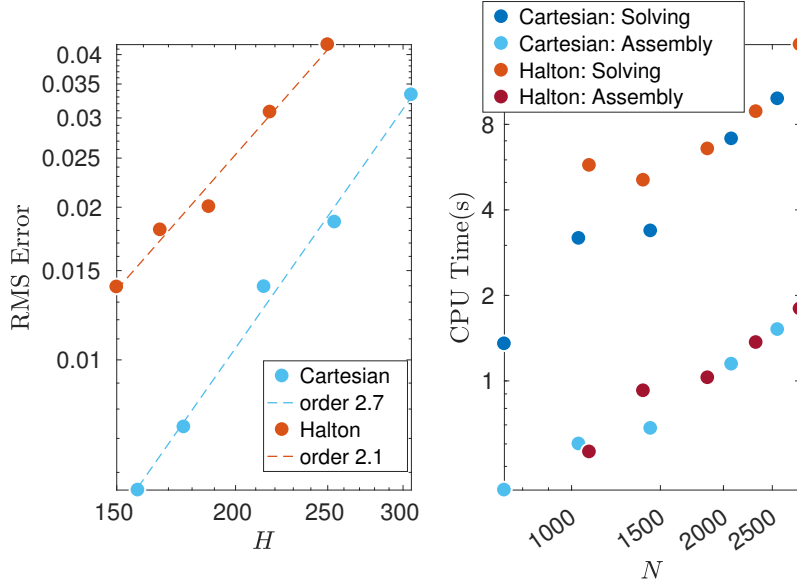 0.04
0.035
0.03
0.025
0.02
0.015
0.01
RMS Error
150
200
250
300
H
Cartesian
order 2.7
Halton
order 2.1
Cartesian: Solving
Cartesian: Assembly
Halton: Solving
Halton: Assembly
8
4
2
1
CPU Time(s)
1000
1500
2000
2500
N